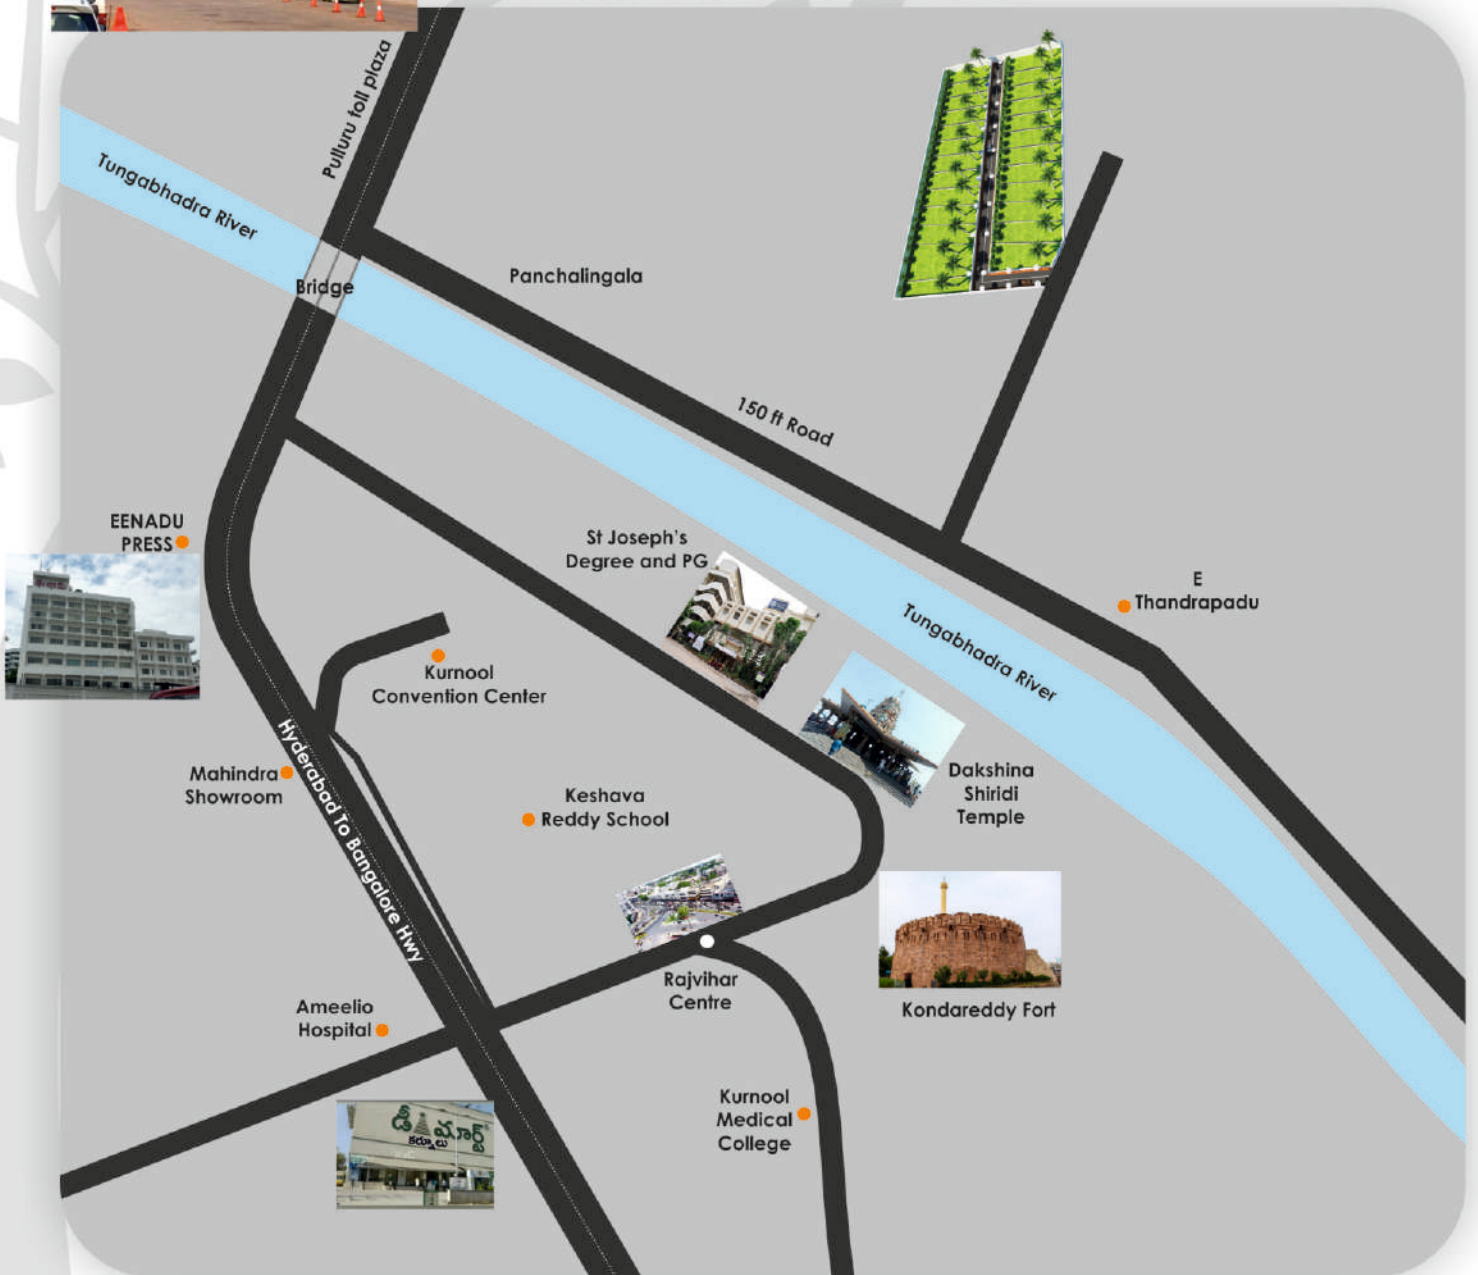 Pulluru toll plaza
Tungabhadra River
Bridge
Panchalingala
150 ft Road
EENADU
PRESS
St Joseph's
Degree and PG
E
Thandrapadu
Tungabhadra River
Kurnool
Convention Center
Hyderabad To Bangalore Hwy
Mahindra
Showroom
Keshava
Reddy School
Dakshina
Shiridi
Temple
Rajvihar
Centre
Kondareddy Fort
Ameelio
Hospital
Kurnool
Medical
College
డీ మార్ట్
కర్నూలు